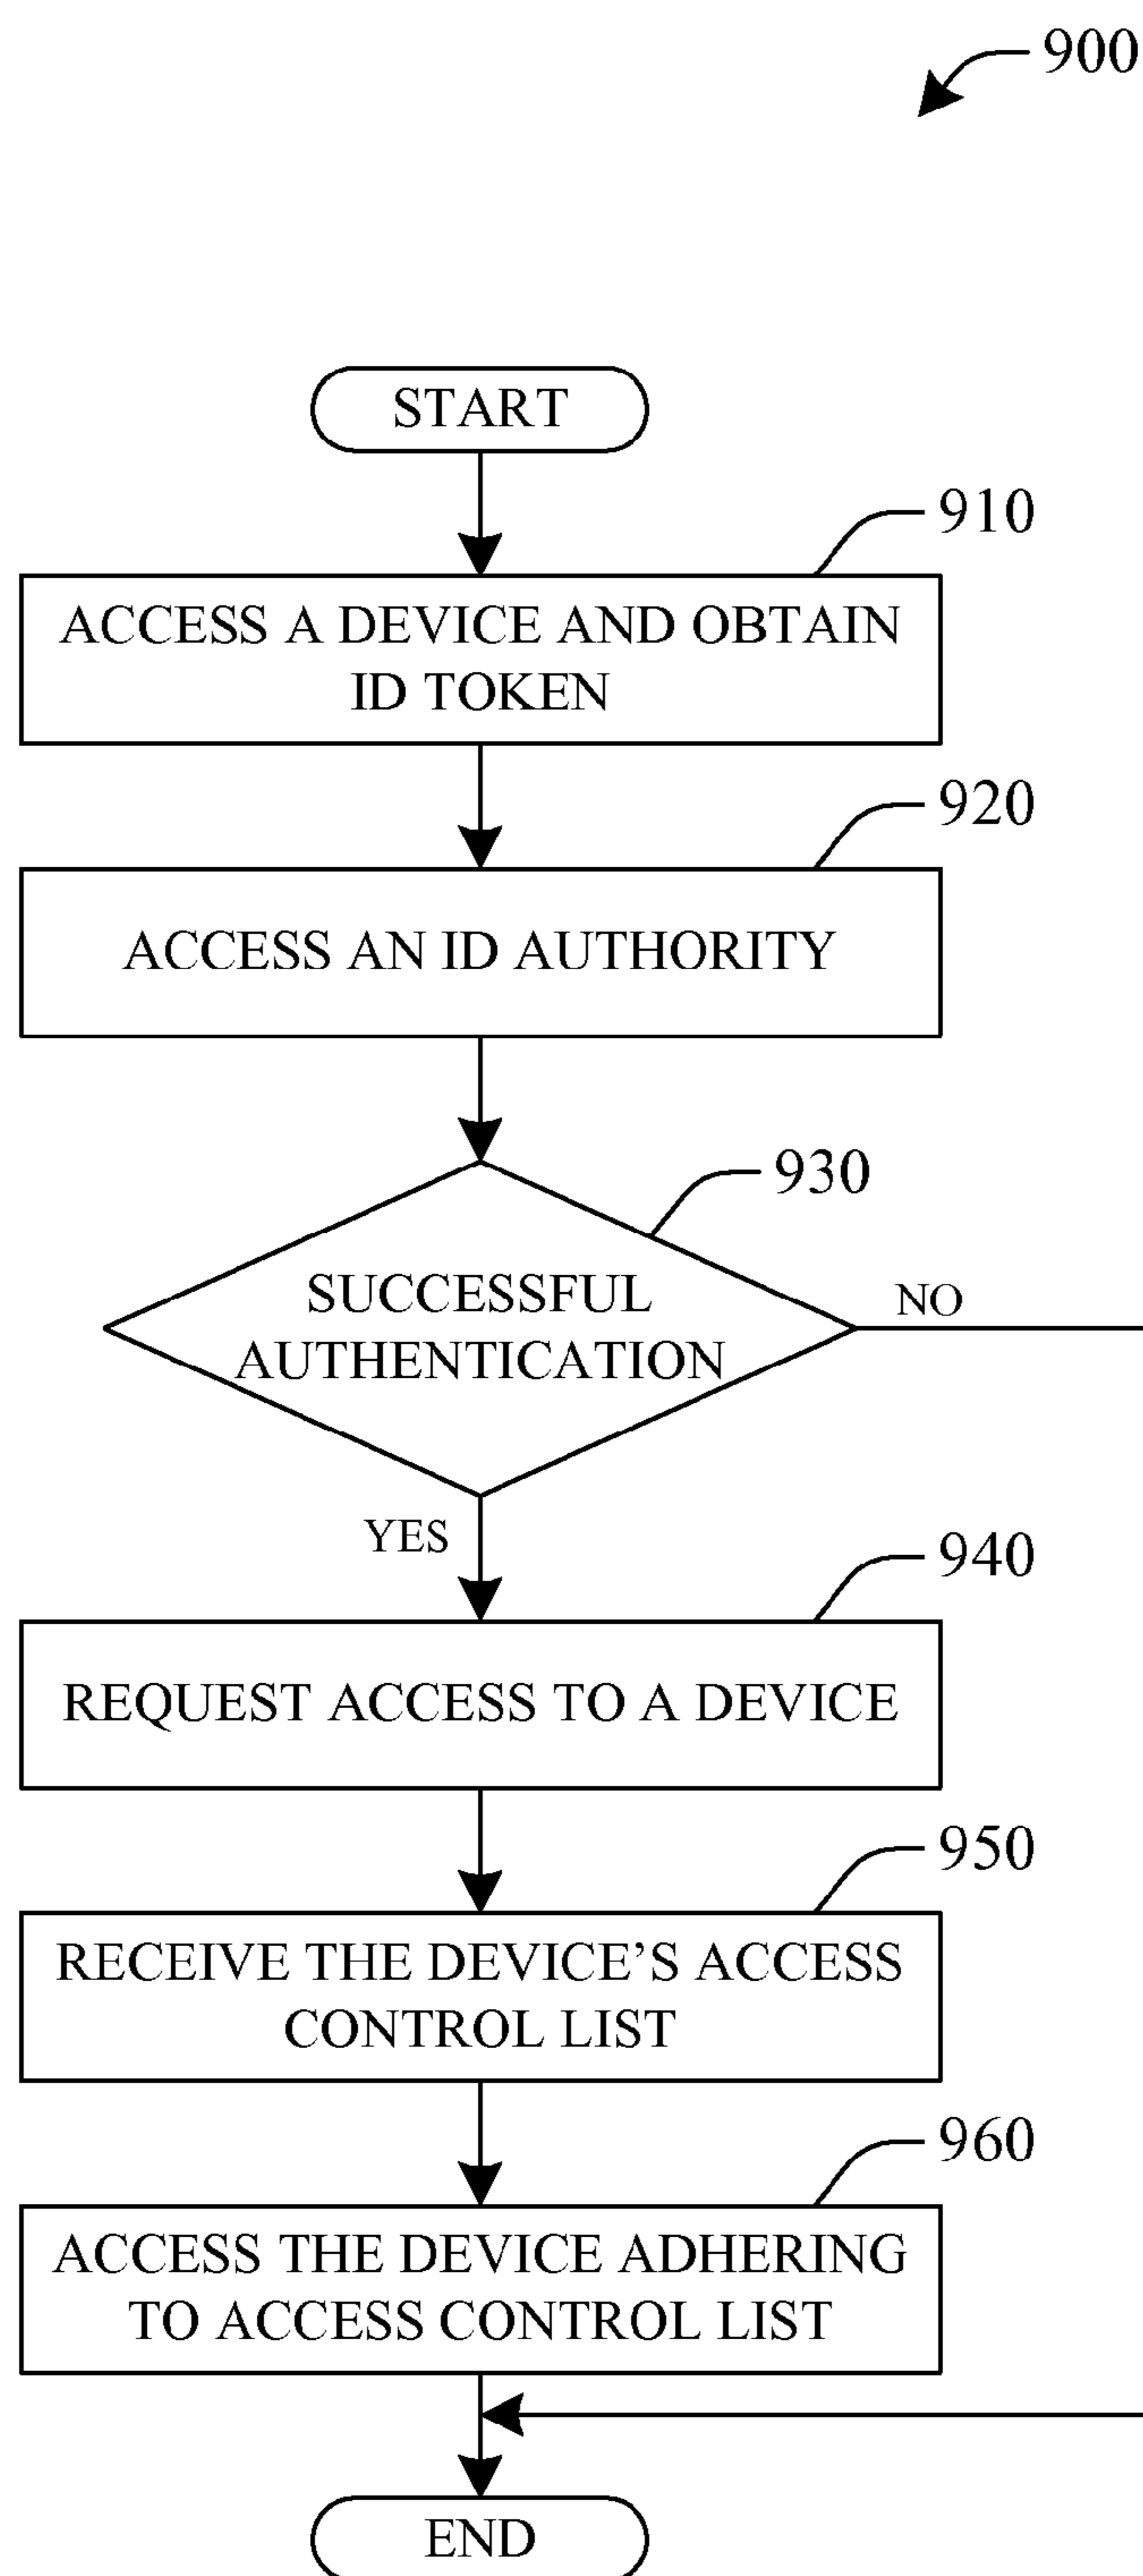 900
START
910
ACCESS A DEVICE AND OBTAIN
ID TOKEN
920
ACCESS AN ID AUTHORITY
930
SUCCESSFUL
AUTHENTICATION
NO
YES
940
REQUEST ACCESS TO A DEVICE
950
RECEIVE THE DEVICE’S ACCESS
CONTROL LIST
960
ACCESS THE DEVICE ADHERING
TO ACCESS CONTROL LIST
END